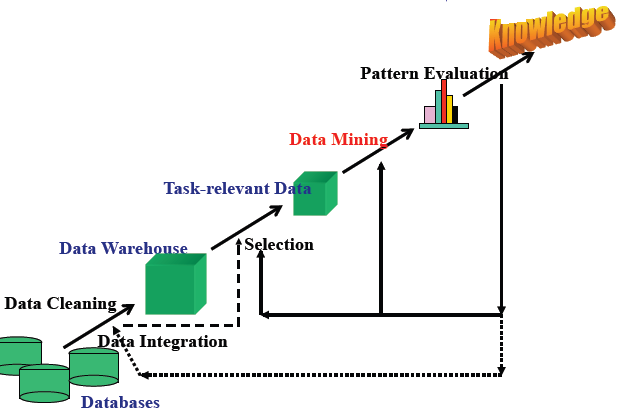 Knowledge
Pattern Evaluation
Data Mining
Task-relevant Data
Selection
Data Warehouse
Data Cleaning
Data Integration
Databases